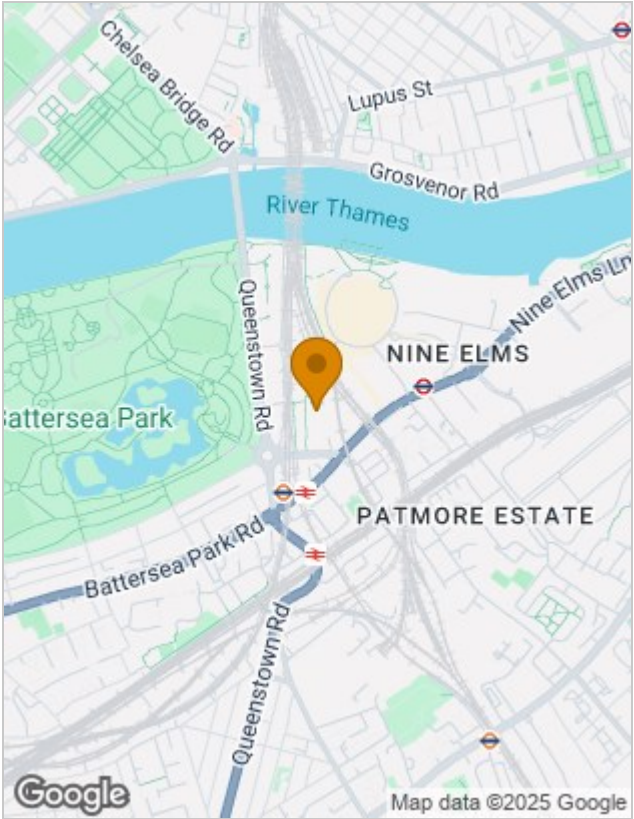 Chelsea Bridge Rd
Lupus St
Grosvenor Rd
River Thames
Nine Elms Ln
Queenstown Rd
NINE ELMS
attersea Park
PATMORE ESTATE
Battersea Park Rd
Queenstown Rd
Google
Map data ©2025 Google